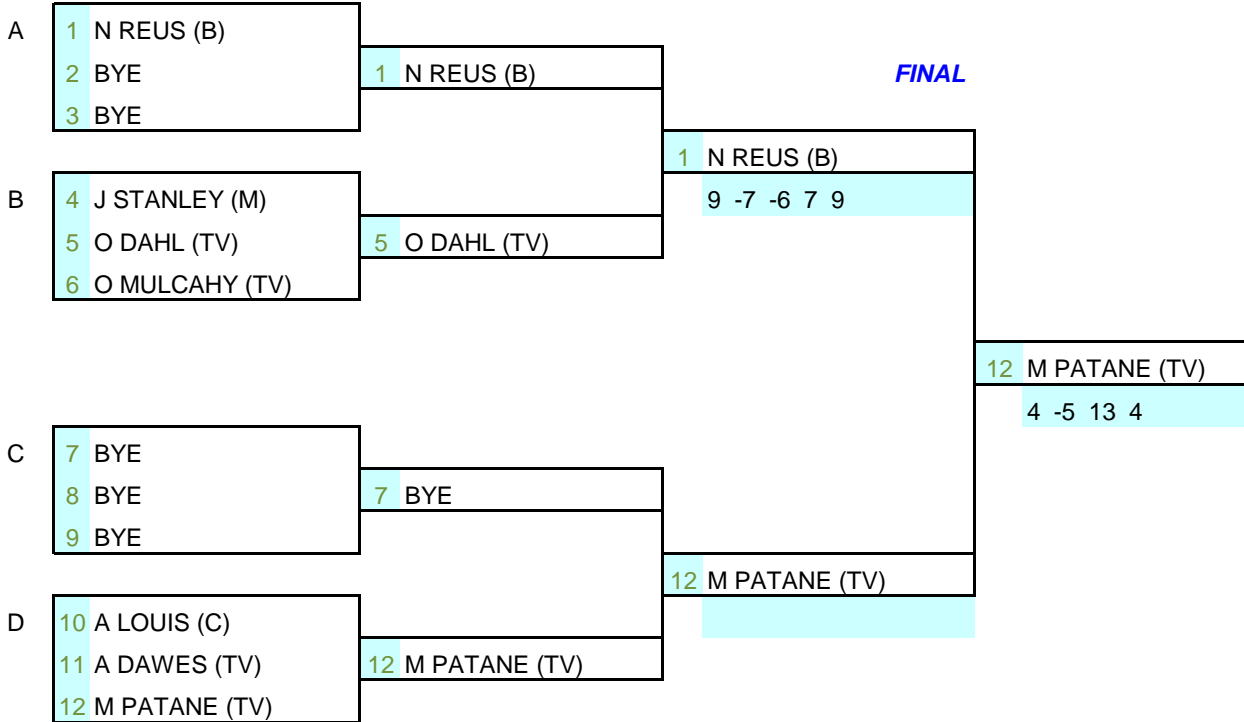 A
1 N REUS (B)
2 BYE
3 BYE
1 N REUS (B)
FINAL
1 N REUS (B)
9 -7 -6 7 9
B
4 J STANLEY (M)
5 O DAHL (TV)
6 O MULCAHY (TV)
5 O DAHL (TV)
12 M PATANE (TV)
4 -5 13 4
C
7 BYE
8 BYE
9 BYE
7 BYE
12 M PATANE (TV)
D
10 A LOUIS (C)
11 A DAWES (TV)
12 M PATANE (TV)
12 M PATANE (TV)